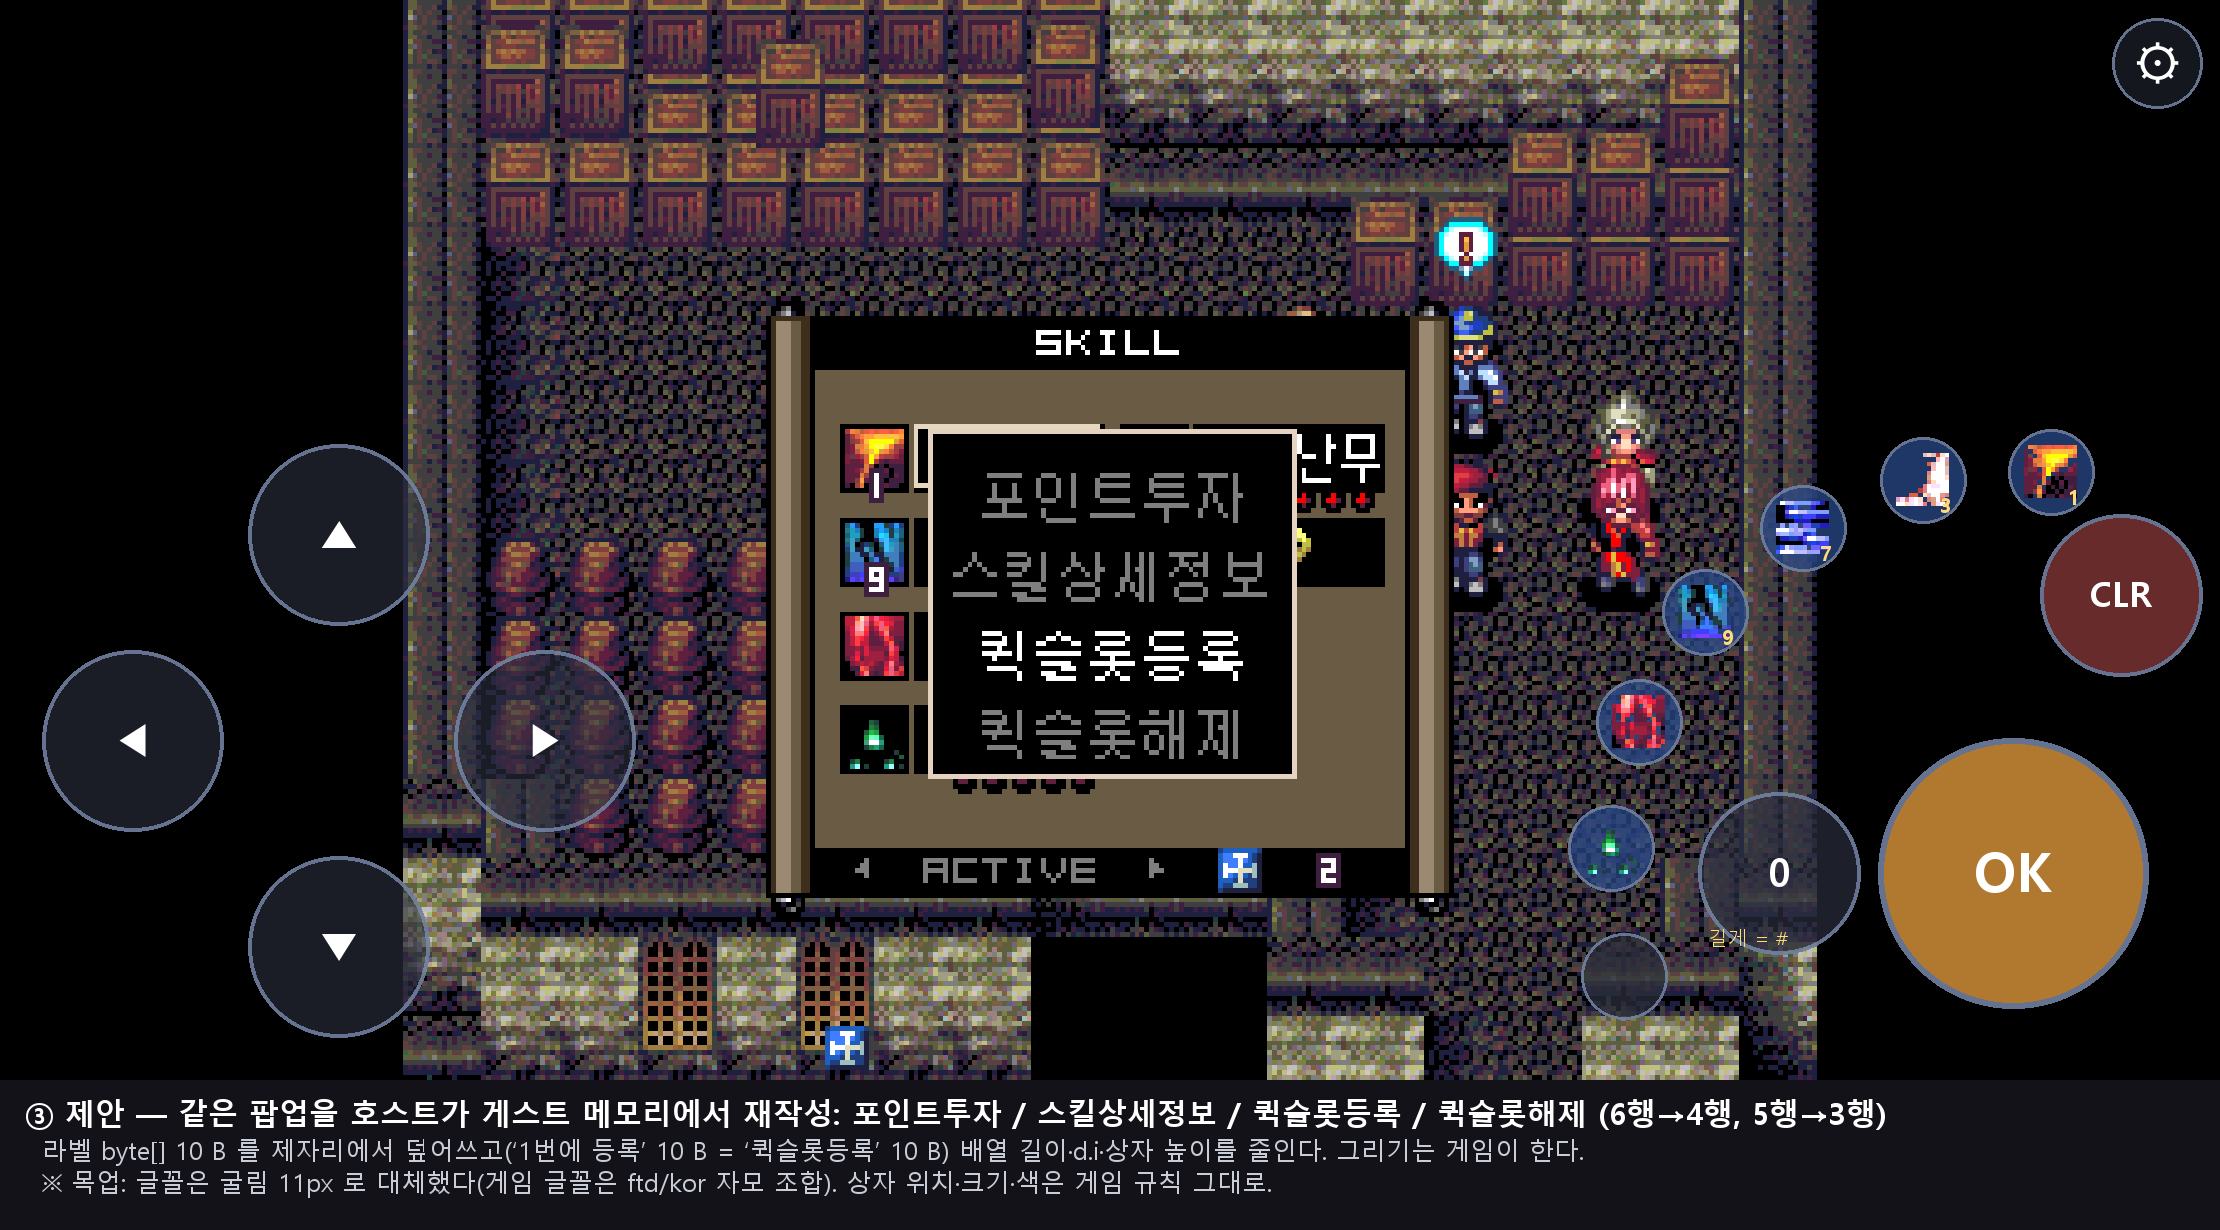 SKILL
1
난무
포인트투자
9
스킬상세정보
퀵슬롯등록
퀵슬롯해제
ACTIVE
2
3
1
7
9
CLR
0
OK
길게 = #
③ 제안 — 같은 팝업을 호스트가 게스트 메모리에서 재작성: 포인트투자 / 스킬상세정보 / 퀵슬롯등록 / 퀵슬롯해제 (6행→4행, 5행→3행)
라벨 byte[] 10 B 를 제자리에서 덮어쓰고(‘1번에 등록’ 10 B = ‘퀵슬롯등록’ 10 B) 배열 길이·d.i·상자 높이를 줄인다. 그리기는 게임이 한다.
※ 목업: 글꼴은 굴림 11px 로 대체했다(게임 글꼴은 ftd/kor 자모 조합). 상자 위치·크기·색은 게임 규칙 그대로.